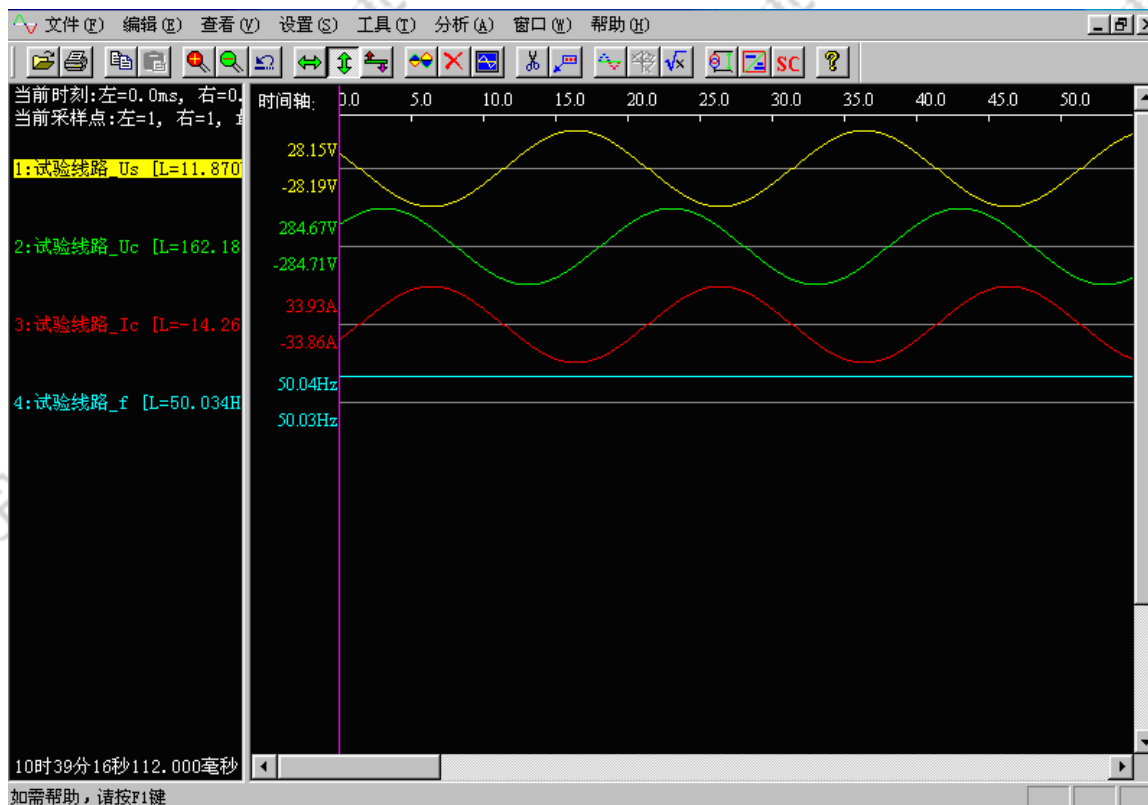 文件(F) 编辑(E) 查看(V) 设置(S) 工具(T) 分析(A) 窗口(W) 帮助(H)
SC
当前时刻:左=0.0ms, 右=0.
当前采样点:左=1, 右=1,
时间轴: 0.0 5.0 10.0 15.0 20.0 25.0 30.0 35.0 40.0 45.0 50.0
28.15V
1:试验线路_Us [L=11.870
-28.19V
284.67V
2:试验线路_Uc [L=162.18
-284.71V
33.93A
3:试验线路_Ic [L=-14.26
-33.86A
50.04Hz
4:试验线路_f [L=50.034H
50.03Hz
10时39分16秒112.000毫秒
如需帮助，请按F1键